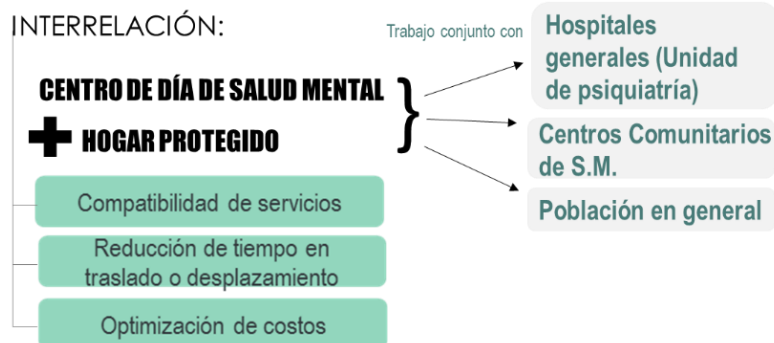 INTERRELACIÓN:
CENTRO DE DÍA DE SALUD MENTAL
+ HOGAR PROTEGIDO
}
Compatibilidad de servicios
Reducción de tiempo en
traslado o desplazamiento
Optimización de costos
Trabajo conjunto con
Hospitales
generales (Unidad
de psiquiatría)
Centros Comunitarios
de S.M.
Población en general